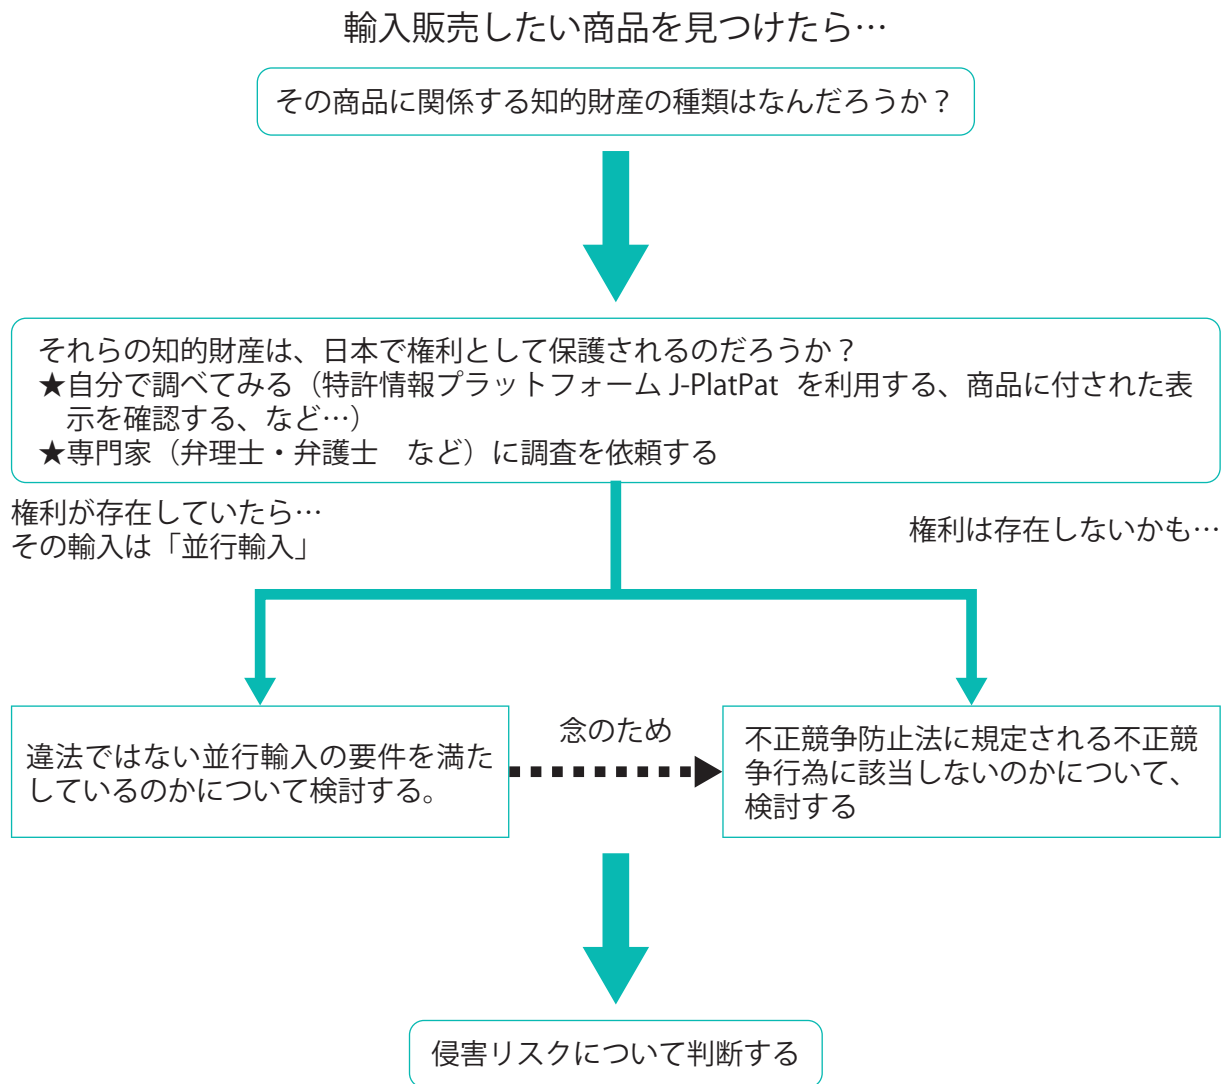 輸入販売したい商品を見つけたら…
その商品に関係する知的財産の種類はなんだろうか？
それらの知的財産は、日本で権利として保護されるのだろうか？
★自分で調べてみる（特許情報プラットフォーム J-PlatPat を利用する、商品に付された表
示を確認する、など…）
★専門家（弁理士・弁護士　など）に調査を依頼する
権利が存在していたら…
その輸入は「並行輸入」
権利は存在しないかも…
違法ではない並行輸入の要件を満た
しているのかについて検討する。
念のため
不正競争防止法に規定される不正競
争行為に該当しないのかについて、
検討する
侵害リスクについて判断する